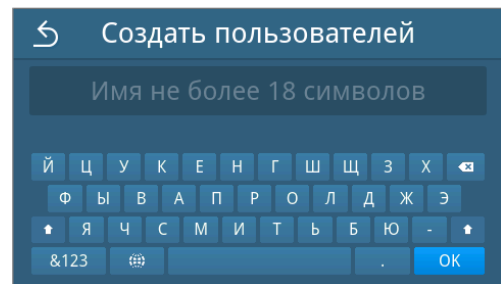 Создать пользователей
Имя не более 18 символов
Й Ц У К Е Н Г Ш Щ З Х
Ф Ы В А П Р О Л Д Ж Э
Я Ч С М И Т Ь Б Ю -
&123 . OK